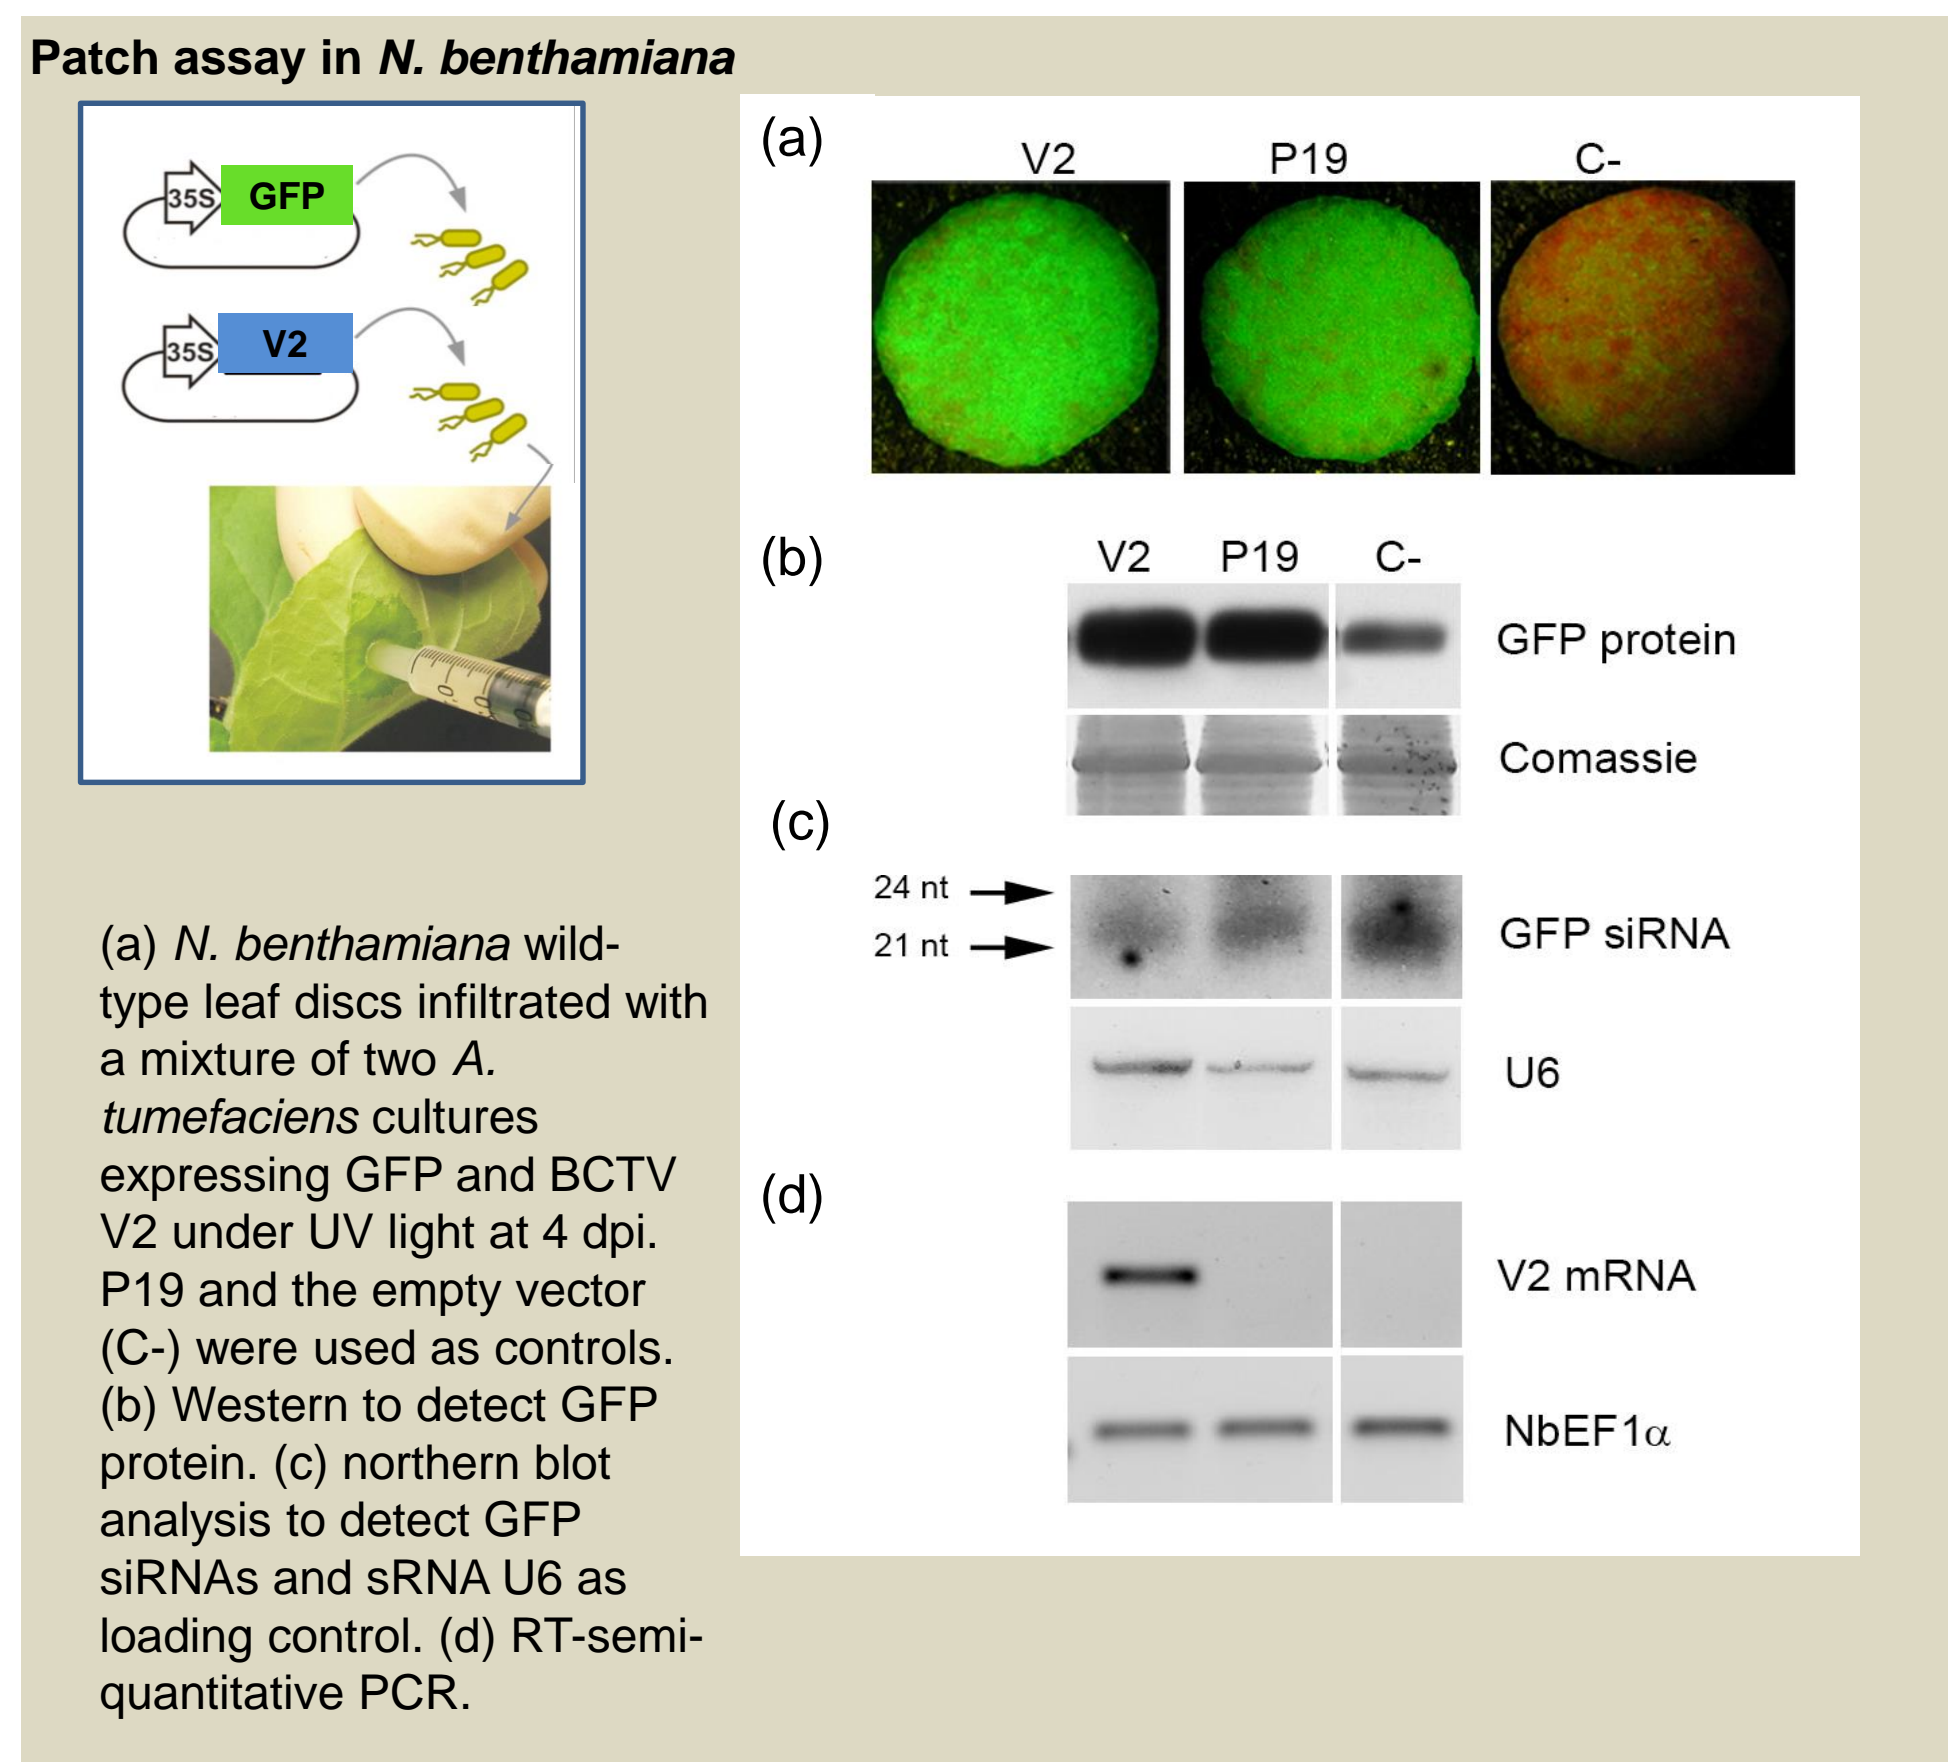 Patch assay in N. benthamiana
35S GFP
35S V2
(a) N. benthamiana wild-
type leaf discs infiltrated with
a mixture of two A.
tumefaciens cultures
expressing GFP and BCTV
V2 under UV light at 4 dpi.
P19 and the empty vector
(C-) were used as controls.
(b) Western to detect GFP
protein. (c) northern blot
analysis to detect GFP
siRNAs and sRNA U6 as
loading control. (d) RT-semi-
quantitative PCR.
(a)
V2 P19 C-
(b)
V2 P19 C-
GFP protein
Comassie
(c)
24 nt
21 nt
GFP siRNA
U6
(d)
V2 mRNA
NbEF1α